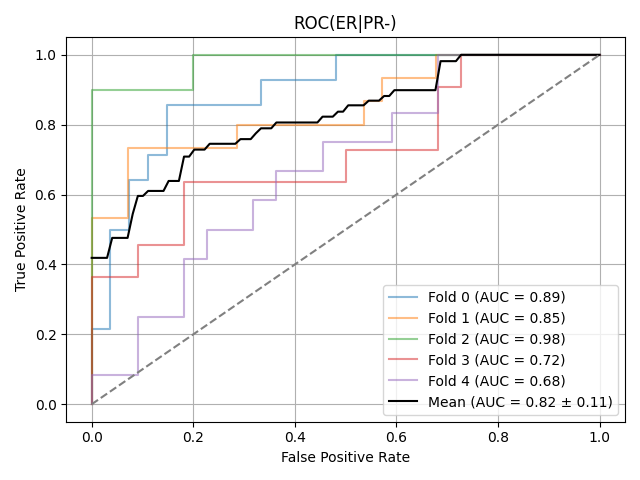 ROC(ER|PR-)
True Positive Rate
1.0
0.8
0.6
0.4
0.2
0.0
Fold 0 (AUC = 0.89)
Fold 1 (AUC = 0.85)
Fold 2 (AUC = 0.98)
Fold 3 (AUC = 0.72)
Fold 4 (AUC = 0.68)
Mean (AUC = 0.82 ± 0.11)
0.0 0.2 0.4 0.6 0.8 1.0
False Positive Rate